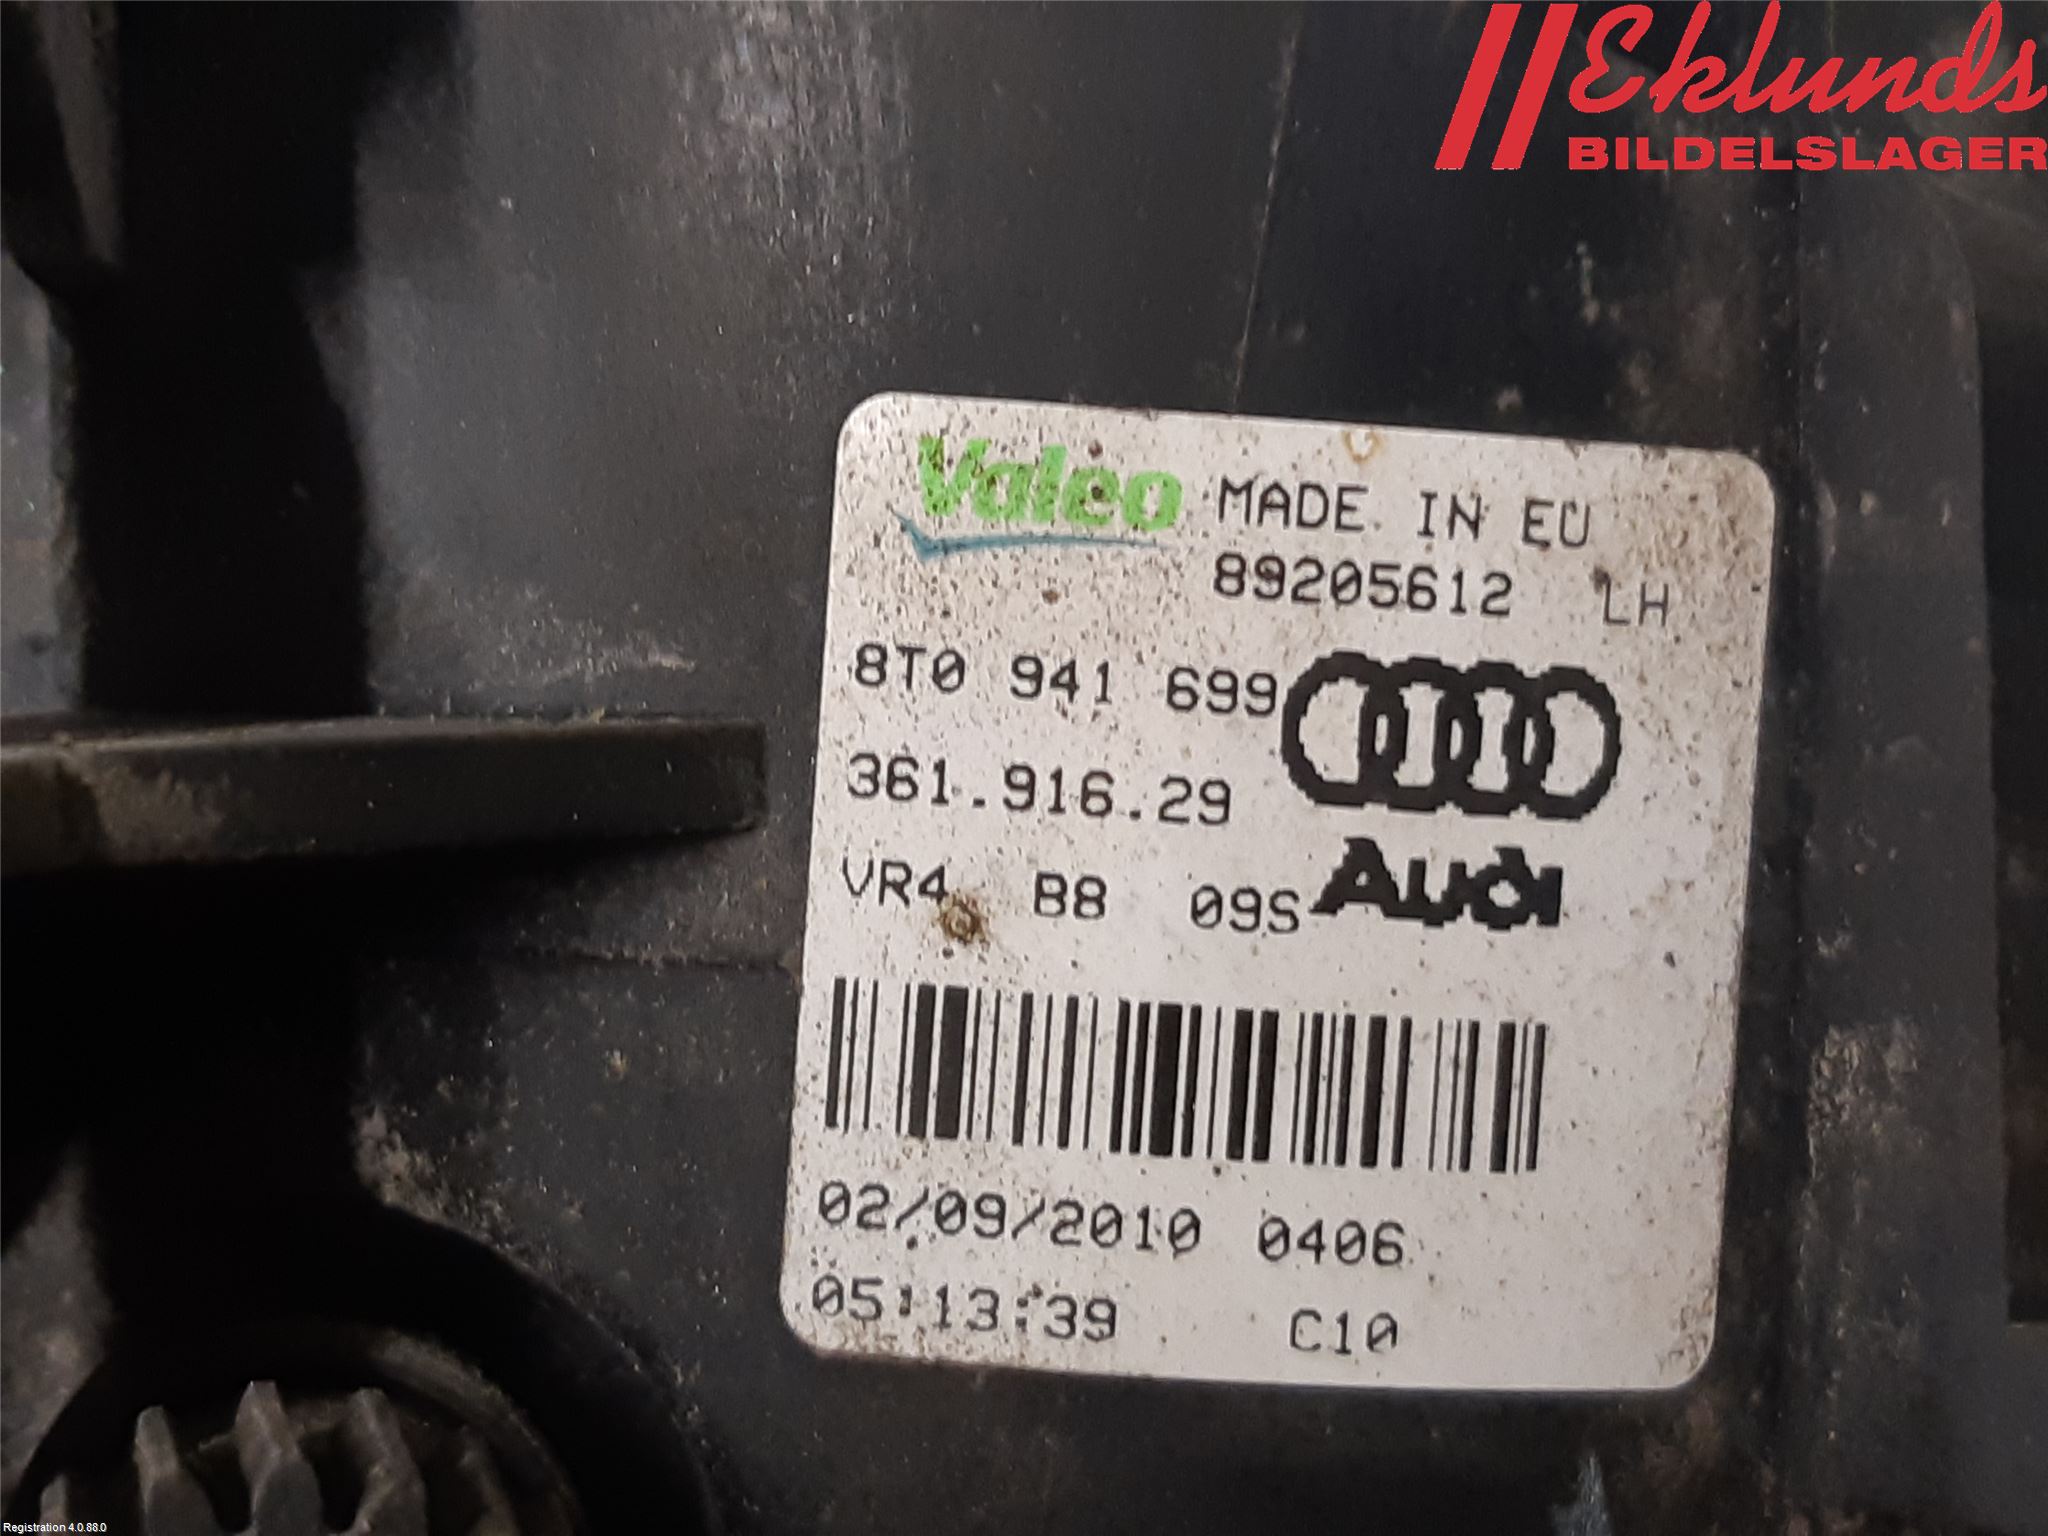 Eklunds
BILDELSLAGER
Valeo MADE IN EU
89205612 LH
8T0 941 699
361.916.29
VR4 B8 09S Audi
02/09/2010 0406
05:13:39 C10
Registration 4.0.88.0